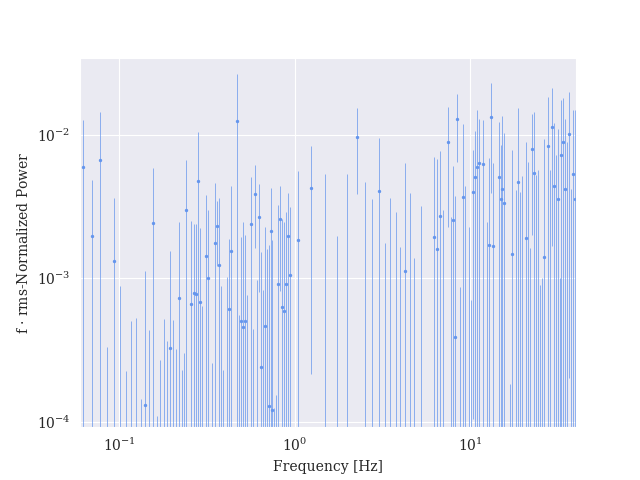 f · rms-Normalized Power
10⁻²
10⁻³
10⁻⁴
10⁻¹ 10⁰ 10¹
Frequency [Hz]